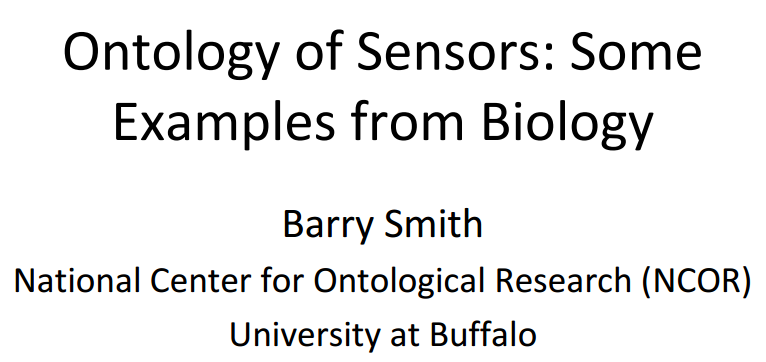 Ontology of Sensors: Some
Examples from Biology
Barry Smith
National Center for Ontological Research (NCOR)
University at Buffalo